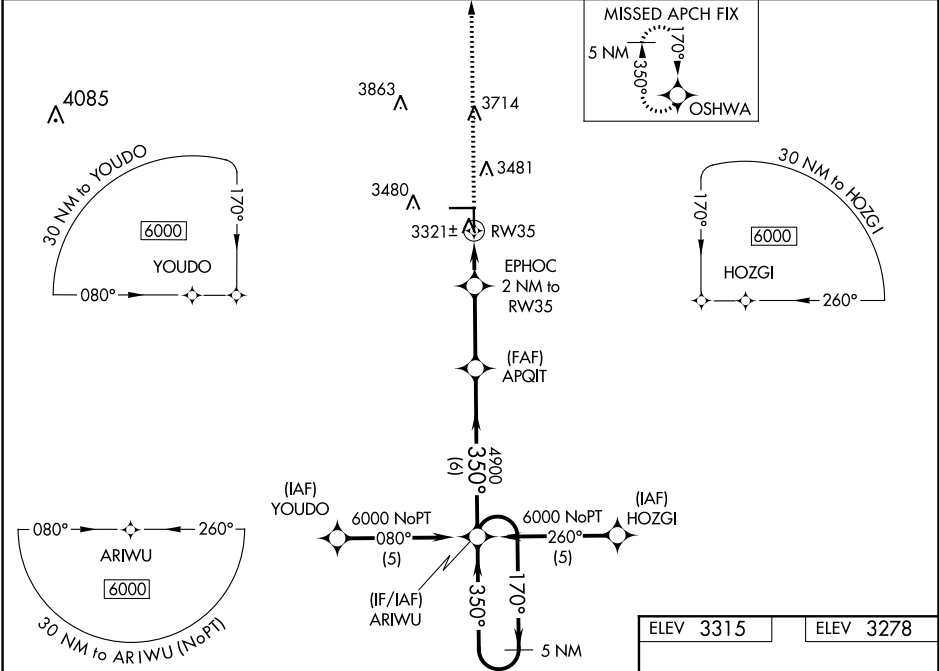 MISSED APCH FIX
5 NM
350°
170°
OSHWA
4085
3863
3714
3481
3480
3321±
RW35
30 NM to YOUDO
170°
6000
YOUDO
080°
30 NM to HOZGI
170°
6000
HOZGI
260°
EPHOC
2 NM to
RW35
(FAF)
APQIT
4900
350°
(6)
(IAF)
YOUDO
6000 NoPT
080°
(5)
(IAF)
HOZGI
6000 NoPT
260°
(5)
(IF/IAF)
ARIWU
350°
170°
5 NM
080°
260°
ARIWU
6000
30 NM to ARIWU (NoPT)
ELEV 3315
ELEV 3278